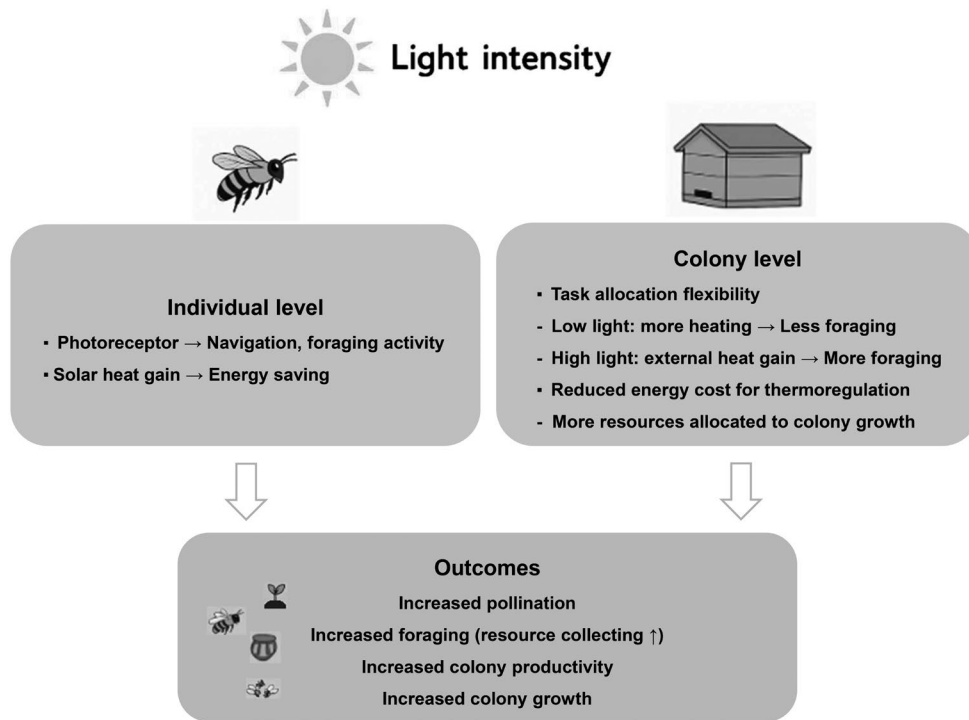 Light intensity
Individual level
▪ Photoreceptor → Navigation, foraging activity
▪ Solar heat gain → Energy saving
Colony level
▪ Task allocation flexibility
- Low light: more heating → Less foraging
- High light: external heat gain → More foraging
▪ Reduced energy cost for thermoregulation
- More resources allocated to colony growth
Outcomes
Increased pollination
Increased foraging (resource collecting ↑)
Increased colony productivity
Increased colony growth